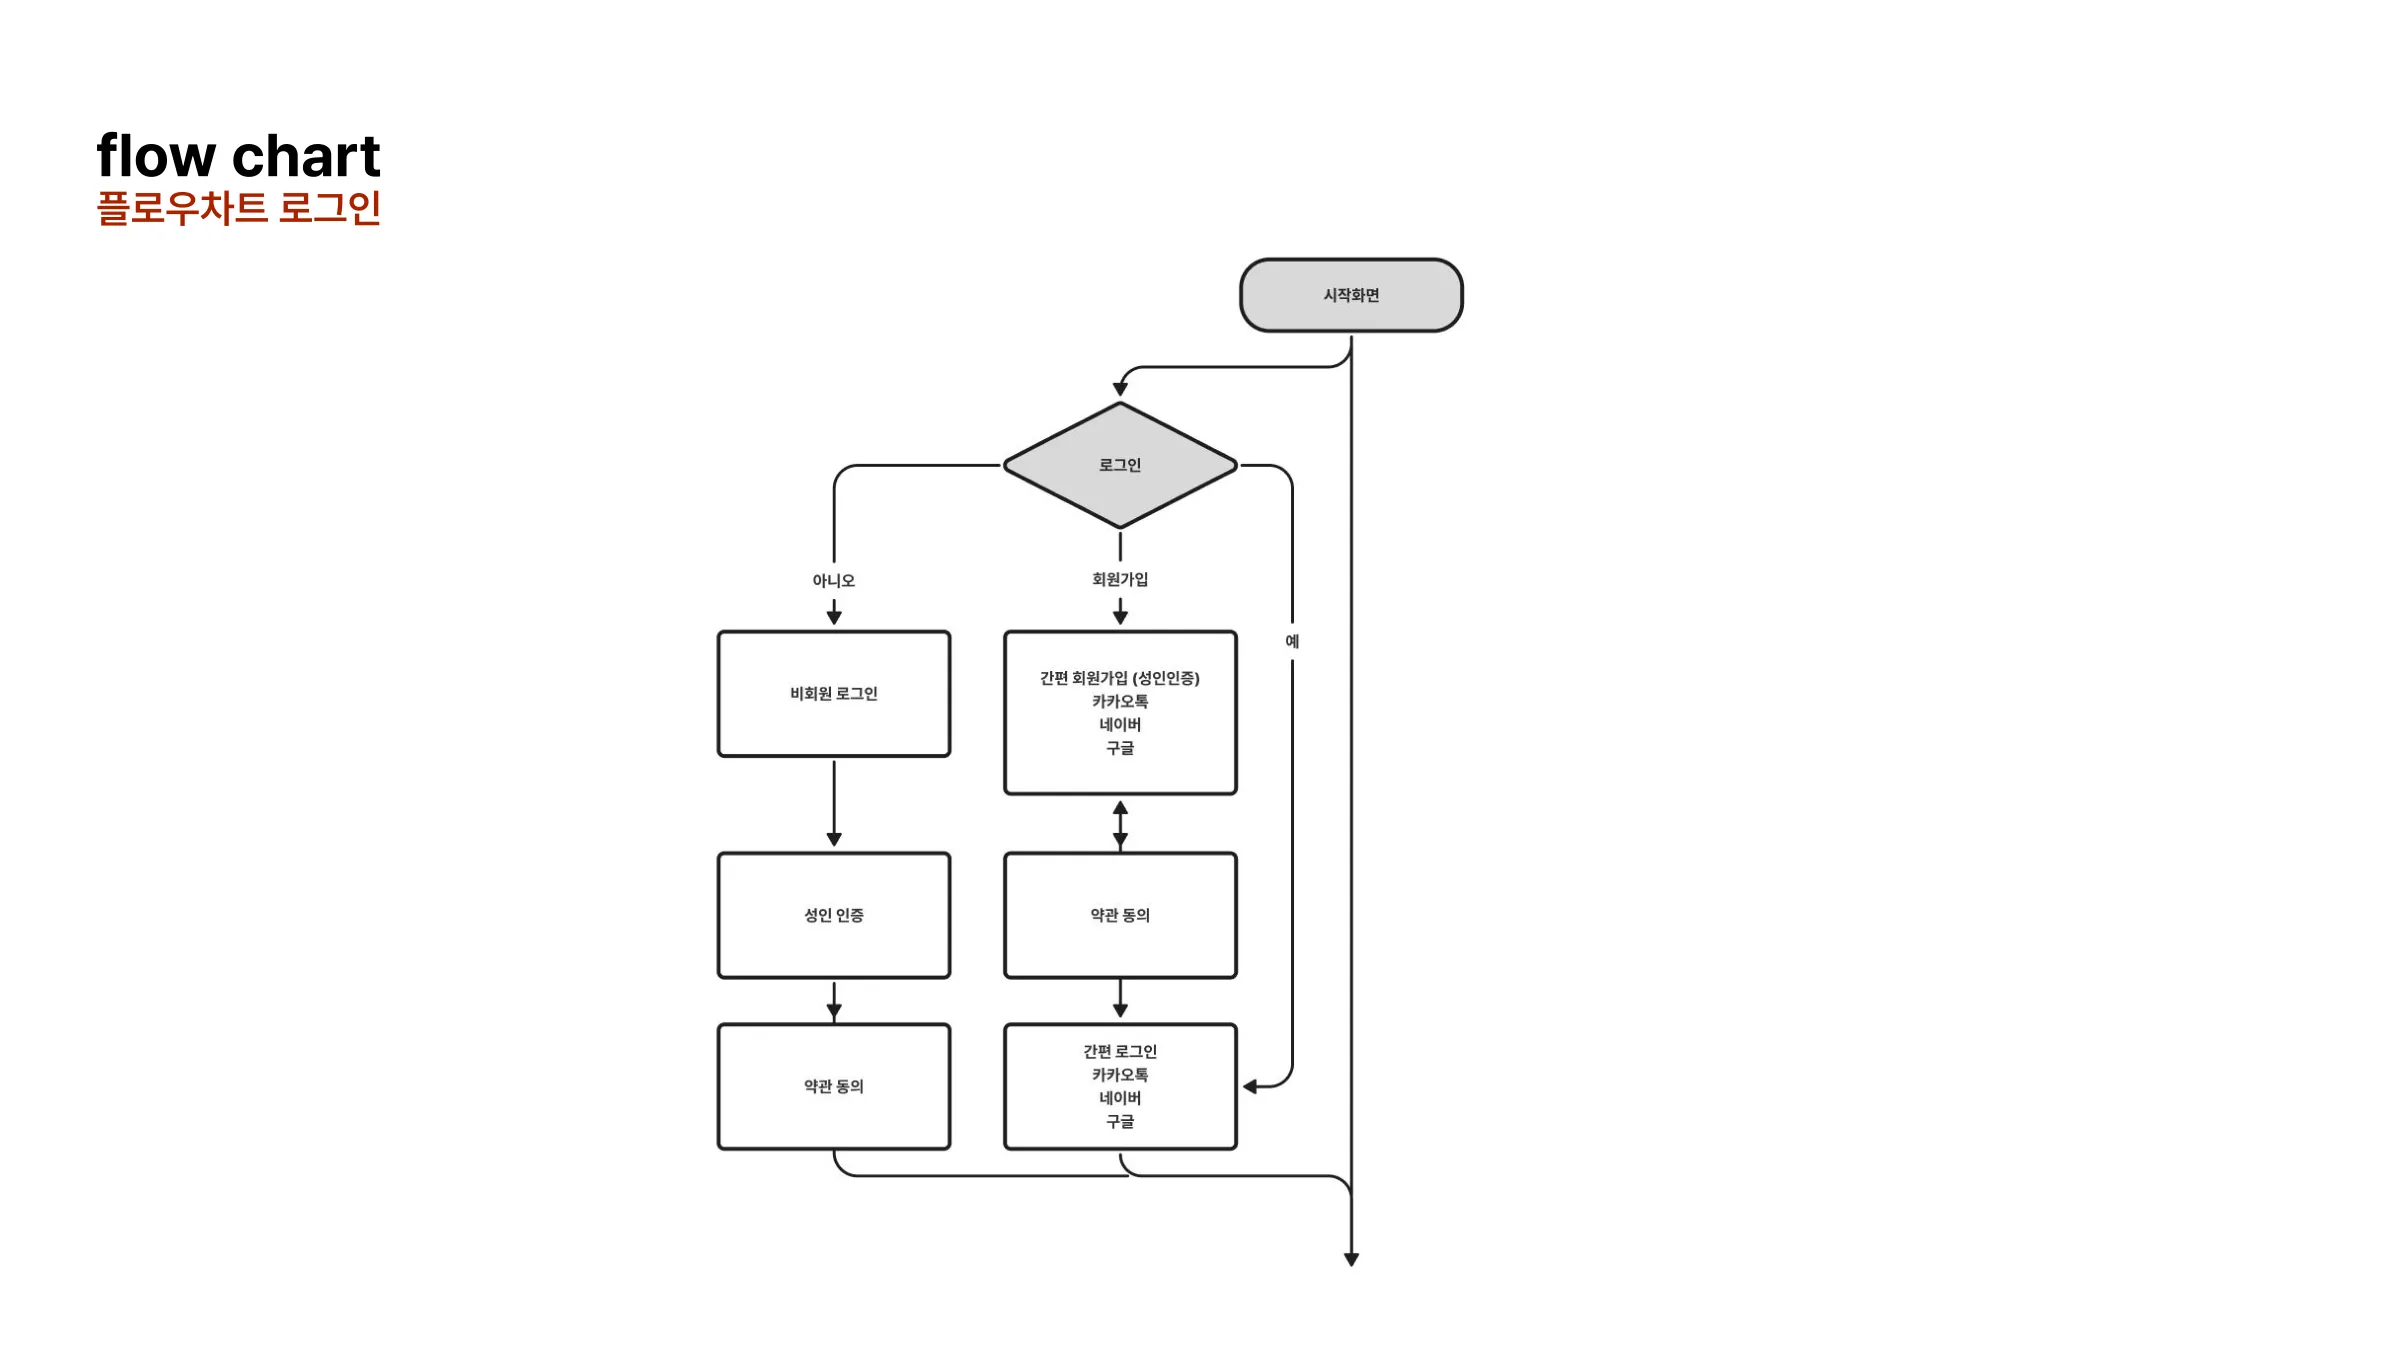 flow chart
플로우차트 로그인
시작화면
로그인
아니오
회원가입
예
비회원 로그인
간편 회원가입 (성인인증)
카카오톡
네이버
구글
성인 인증
약관 동의
약관 동의
간편 로그인
카카오톡
네이버
구글